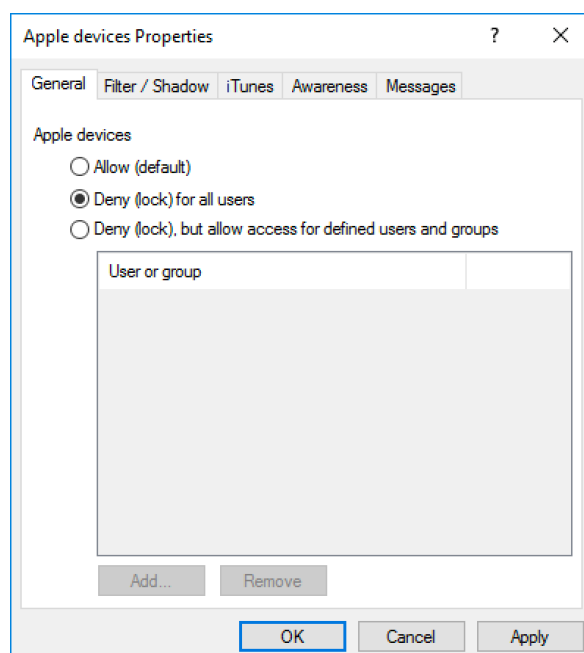 Apple devices Properties ?
General Filter / Shadow iTunes Awareness Messages
Apple devices
Allow (default)
Deny (lock) for all users
Deny (lock), but allow access for defined users and groups
User or group
Add... Remove
OK Cancel Apply